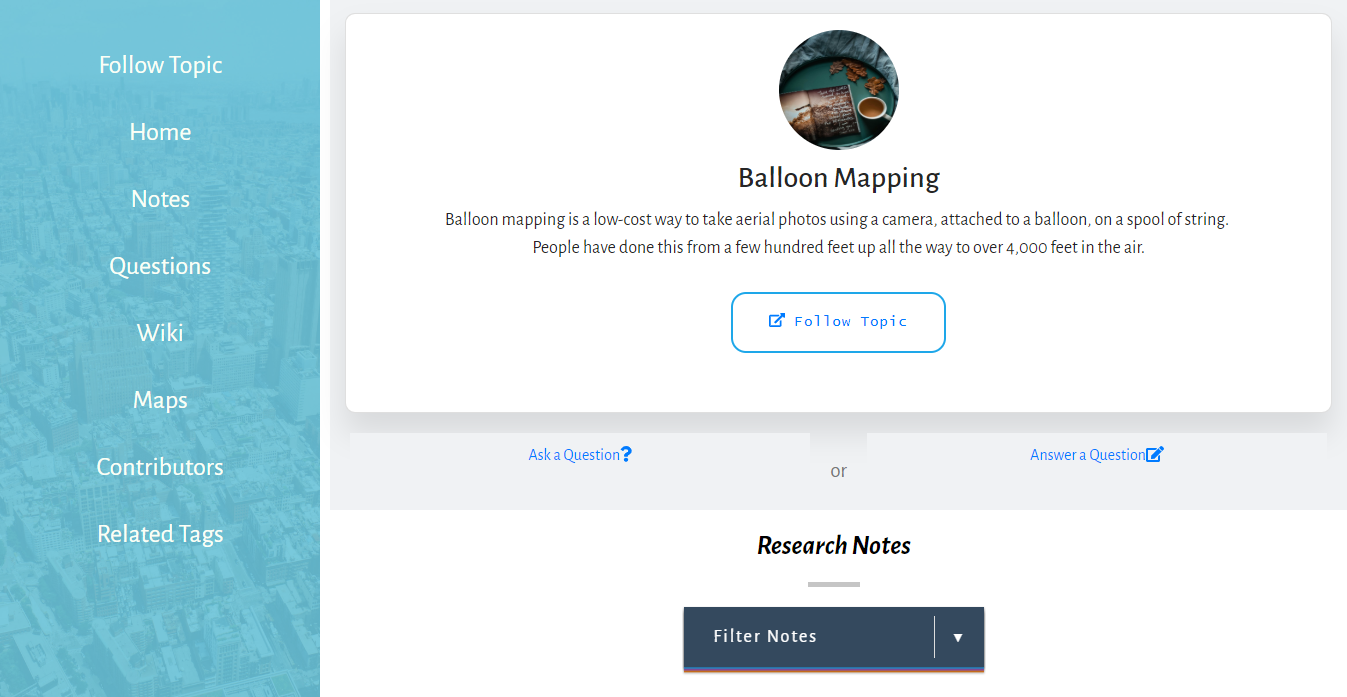 Follow Topic
Home
Notes
Questions
Wiki
Maps
Contributors
Related Tags
Balloon Mapping
Balloon mapping is a low-cost way to take aerial photos using a camera, attached to a balloon, on a spool of string.
People have done this from a few hundred feet up all the way to over 4,000 feet in the air.
Follow Topic
Ask a Question?
or
Answer a Question
Research Notes
Filter Notes